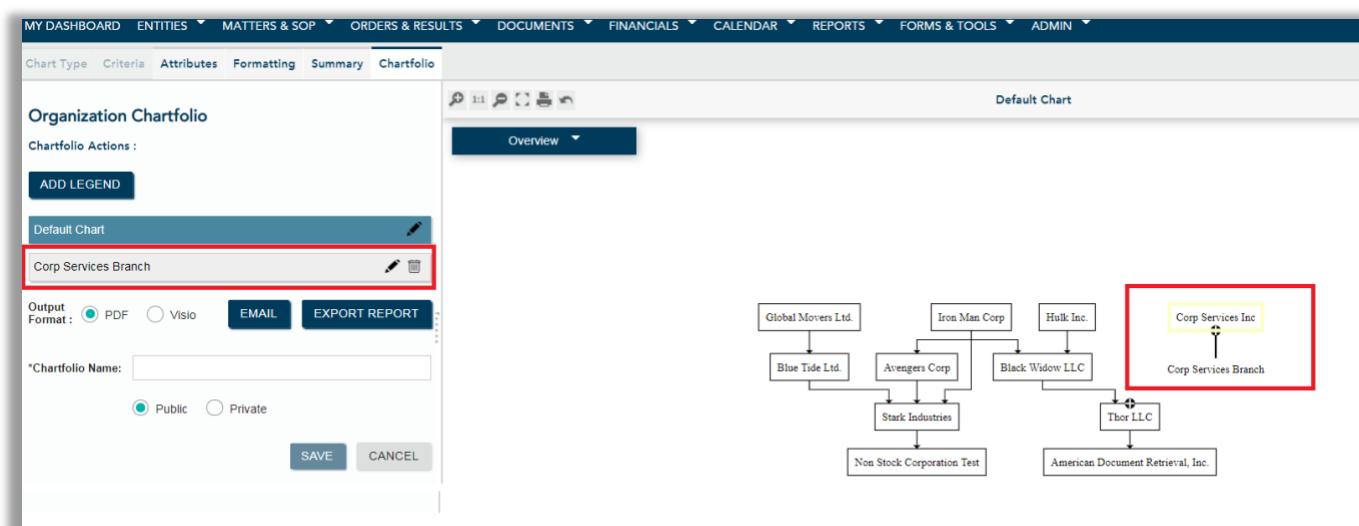 MY DASHBOARD ENTITIES MATTERS & SOP ORDERS & RESULTS DOCUMENTS FINANCIALS CALENDAR REPORTS FORMS & TOOLS ADMIN
Chart Type Criteria Attributes Formatting Summary Chartfolio
1:1
Default Chart
Organization Chartfolio
Chartfolio Actions :
ADD LEGEND
Default Chart
Corp Services Branch
Output
Format : PDF Visio EMAIL EXPORT REPORT
*Chartfolio Name:
Public Private
SAVE CANCEL
Overview
Global Movers Ltd. Iron Man Corp Hulk Inc. Corp Services Inc
Blue Tide Ltd. Avengers Corp Black Widow LLC Corp Services Branch
Stark Industries Thor LLC
Non Stock Corporation Test American Document Retrieval, Inc.